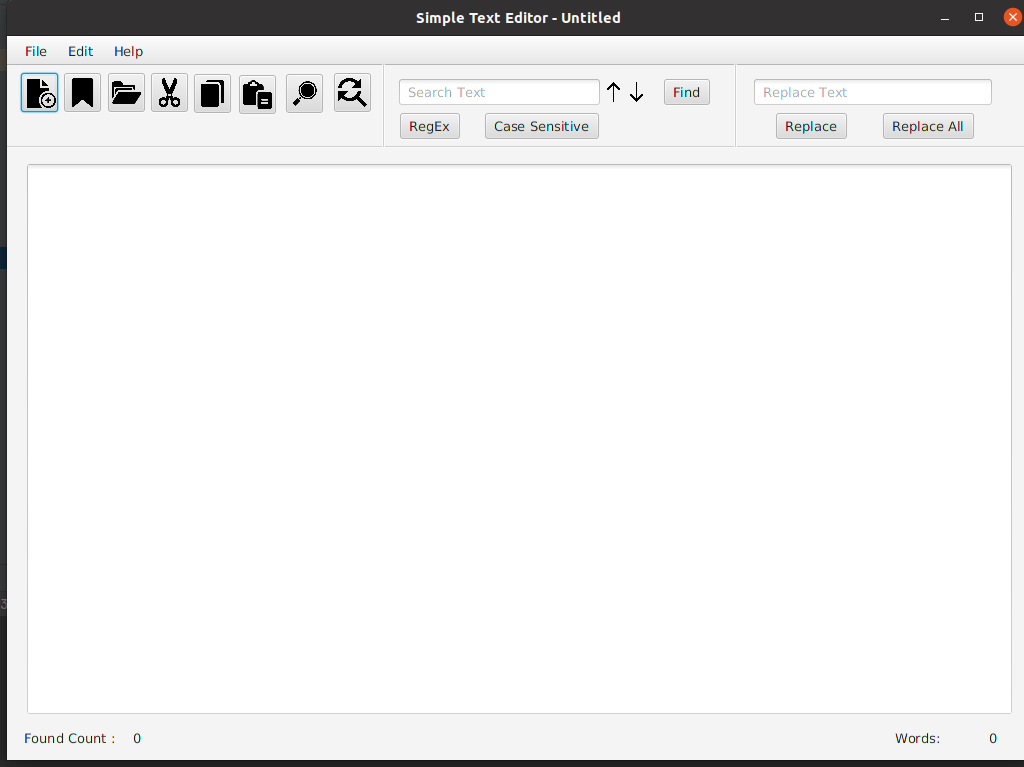 Simple Text Editor - Untitled
File Edit Help
Search Text Find Replace Text
RegEx Case Sensitive Replace Replace All
3
Found Count : 0 Words: 0